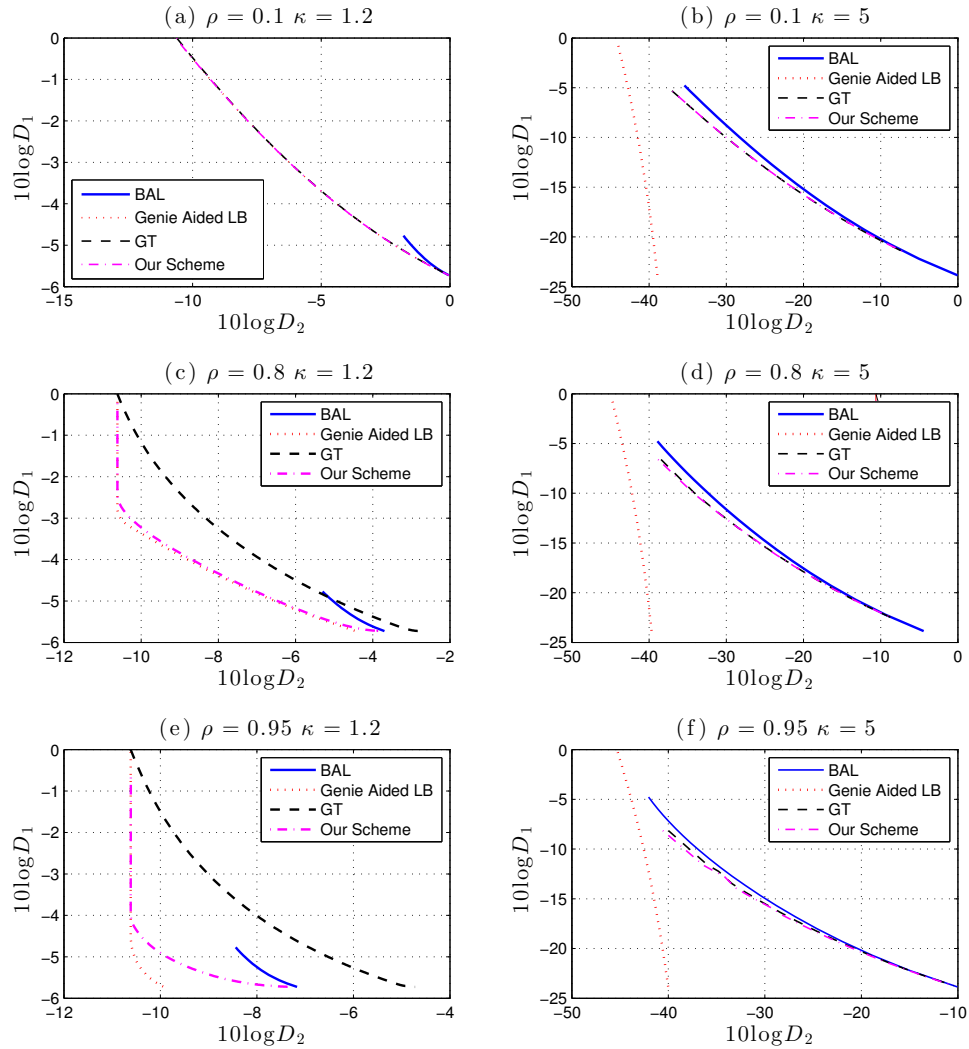 (a) ρ = 0.1 κ = 1.2
0
−1
−2
−3
−4
−5
−6
−15
−10
−5
0
10logD₁
10logD₂
BAL
Genie Aided LB
GT
Our Scheme
(b) ρ = 0.1 κ = 5
0
−5
−10
−15
−20
−25
−50
−40
−30
−20
−10
0
10logD₁
10logD₂
BAL
Genie Aided LB
GT
Our Scheme
(c) ρ = 0.8 κ = 1.2
0
−1
−2
−3
−4
−5
−6
−12
−10
−8
−6
−4
−2
10logD₁
10logD₂
BAL
Genie Aided LB
GT
Our Scheme
(d) ρ = 0.8 κ = 5
0
−5
−10
−15
−20
−25
−50
−40
−30
−20
−10
0
10logD₁
10logD₂
BAL
Genie Aided LB
GT
Our Scheme
(e) ρ = 0.95 κ = 1.2
0
−1
−2
−3
−4
−5
−6
−12
−10
−8
−6
−4
10logD₁
10logD₂
BAL
Genie Aided LB
GT
Our Scheme
(f) ρ = 0.95 κ = 5
0
−5
−10
−15
−20
−25
−50
−40
−30
−20
−10
10logD₁
10logD₂
BAL
Genie Aided LB
GT
Our Scheme